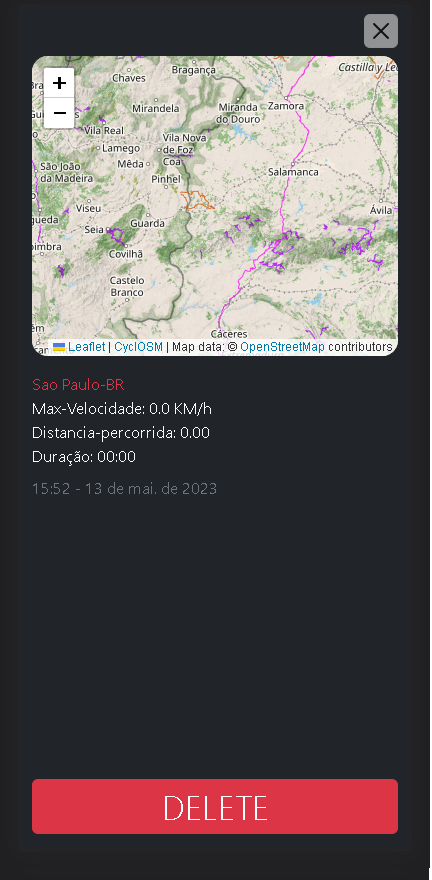 Bragança
Castilla y Le
Chaves
Mirandela
Miranda
do Douro
Zamora
Vila Real
Vila Nova
de Foz
Coa
Lamego
Mêda
São João
da Madeira
Pinhel
Salamanca
Viseu
Guarda
Ávila
Seia
Covilhã
Castelo
Branco
Cáceres
+
−
Leaflet | CyclOSM | Map data; © OpenStreetMap contributors
Sao Paulo-BR
Max-Velocidade: 0.0 KM/h
Distancia-percorrida: 0.00
Duração: 00:00
15:52 - 13 de mai. de 2023
DELETE